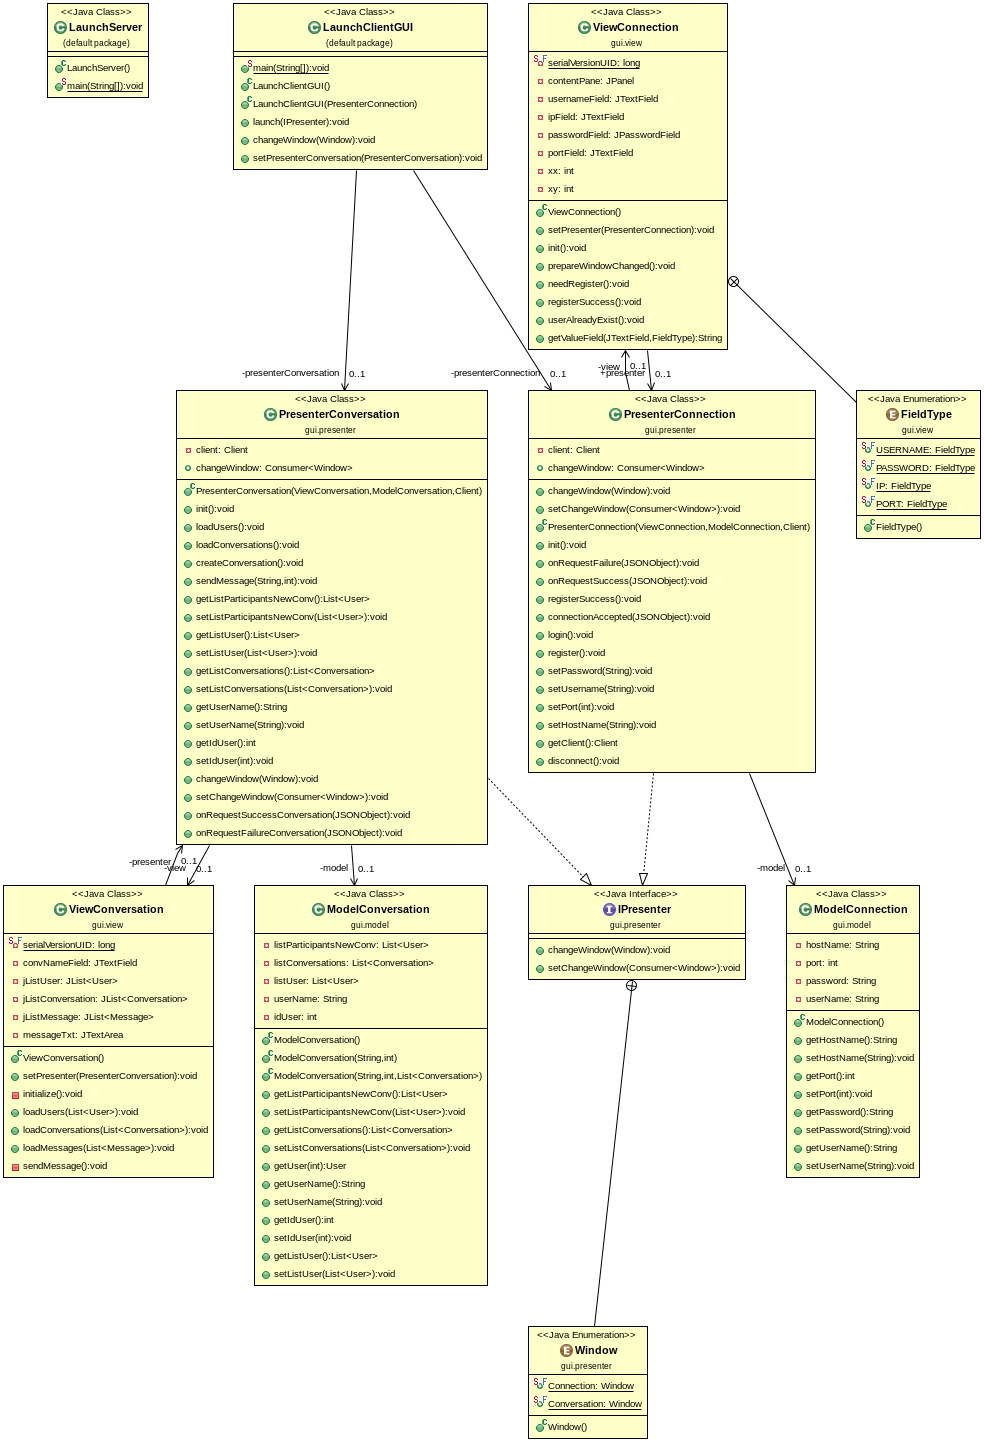 <<Java Class>>
LaunchServer
(default package)
LaunchServer()
main(String[]):void
<<Java Class>>
LaunchClientGUI
(default package)
main(String[]):void
LaunchClientGUI()
LaunchClientGUI(PresenterConnection)
launch(IPresenter):void
changeWindow(Window):void
setPresenterConversation(PresenterConversation):void
<<Java Class>>
ViewConnection
gui.view
serialVersionUID: long
contentPane: JPanel
usernameField: JTextField
ipField: JTextField
passwordField: JPasswordField
portField: JTextField
xx: int
xy: int
ViewConnection()
setPresenter(PresenterConnection):void
init():void
prepareWindowChanged():void
needRegister():void
registerSuccess():void
userAlreadyExist():void
getValueField(JTextField,FieldType):String
-presenterConversation 0..1
-presenterConnection 0..1
-view 0..1
+presenter 0..1
<<Java Class>>
PresenterConversation
gui.presenter
client: Client
changeWindow: Consumer<Window>
PresenterConversation(ViewConversation,ModelConversation,Client)
init():void
loadUsers():void
loadConversations():void
createConversation():void
sendMessage(String,int):void
getListParticipantsNewConv():List<User>
setListParticipantsNewConv(List<User>):void
getListUser():List<User>
setListUser(List<User>):void
getListConversations():List<Conversation>
setListConversations(List<Conversation>):void
getUserName():String
setUserName(String):void
getIdUser():int
setIdUser(int):void
changeWindow(Window):void
setChangeWindow(Consumer<Window>):void
onRequestSuccessConversation(JSONObject):void
onRequestFailureConversation(JSONObject):void
<<Java Class>>
PresenterConnection
gui.presenter
client: Client
changeWindow: Consumer<Window>
changeWindow(Window):void
setChangeWindow(Consumer<Window>):void
PresenterConnection(ViewConnection,ModelConnection,Client)
init():void
onRequestFailure(JSONObject):void
onRequestSuccess(JSONObject):void
registerSuccess():void
connectionAccepted(JSONObject):void
login():void
register():void
setPassword(String):void
setUsername(String):void
setPort(int):void
setHostName(String):void
getClient():Client
disconnect():void
<<Java Enumeration>>
FieldType
gui.view
USERNAME: FieldType
PASSWORD: FieldType
IP: FieldType
PORT: FieldType
FieldType()
-presenter 0..1
-view 0..1
-model 0..1
-model 0..1
<<Java Class>>
ViewConversation
gui.view
serialVersionUID: long
convNameField: JTextField
jListUser: JList<User>
jListConversation: JList<Conversation>
jListMessage: JList<Message>
messageTxt: JTextArea
ViewConversation()
setPresenter(PresenterConversation):void
initialize():void
loadUsers(List<User>):void
loadConversations(List<Conversation>):void
loadMessages(List<Message>):void
sendMessage():void
<<Java Class>>
ModelConversation
gui.model
listParticipantsNewConv: List<User>
listConversations: List<Conversation>
listUser: List<User>
userName: String
idUser: int
ModelConversation()
ModelConversation(String,int)
ModelConversation(String,int,List<Conversation>)
getListParticipantsNewConv():List<User>
setListParticipantsNewConv(List<User>):void
getListConversations():List<Conversation>
setListConversations(List<Conversation>):void
getUser(int):User
getUserName():String
setUserName(String):void
getIdUser():int
setIdUser(int):void
getListUser():List<User>
setListUser(List<User>):void
<<Java Interface>>
IPresenter
gui.presenter
changeWindow(Window):void
setChangeWindow(Consumer<Window>):void
<<Java Class>>
ModelConnection
gui.model
hostName: String
port: int
password: String
userName: String
ModelConnection()
getHostName():String
setHostName(String):void
getPort():int
setPort(int):void
getPassword():String
setPassword(String):void
getUserName():String
setUserName(String):void
<<Java Enumeration>>
Window
gui.presenter
Connection: Window
Conversation: Window
Window()